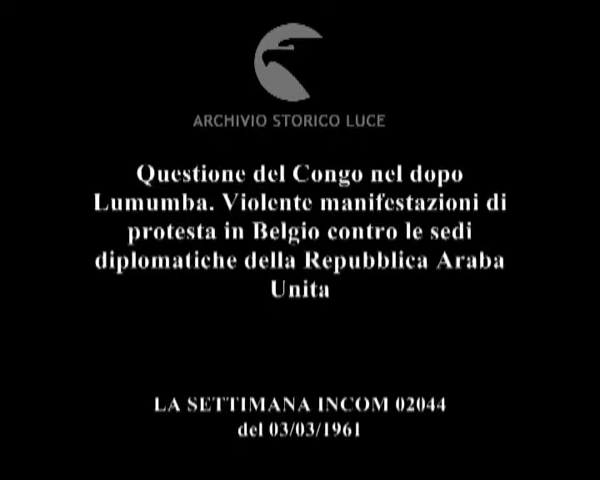 ARCHIVIO STORICO LUCE
Questione del Congo nel dopo
Lumumba. Violente manifestazioni di
protesta in Belgio contro le sedi
diplomatiche della Repubblica Araba
Unita
LA SETTIMANA INCOM 02044
del 03/03/1961